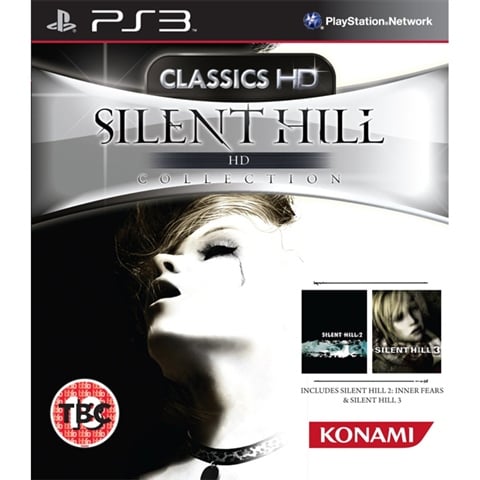 PS3
PlayStation®Network
CLASSICS HD
SILENT HILL
HD
COLLECTION
SILENT HILL 2
SILENT HILL 3
INCLUDES SILENT HILL 2: INNER FEARS
& SILENT HILL 3
TBC
KONAMI